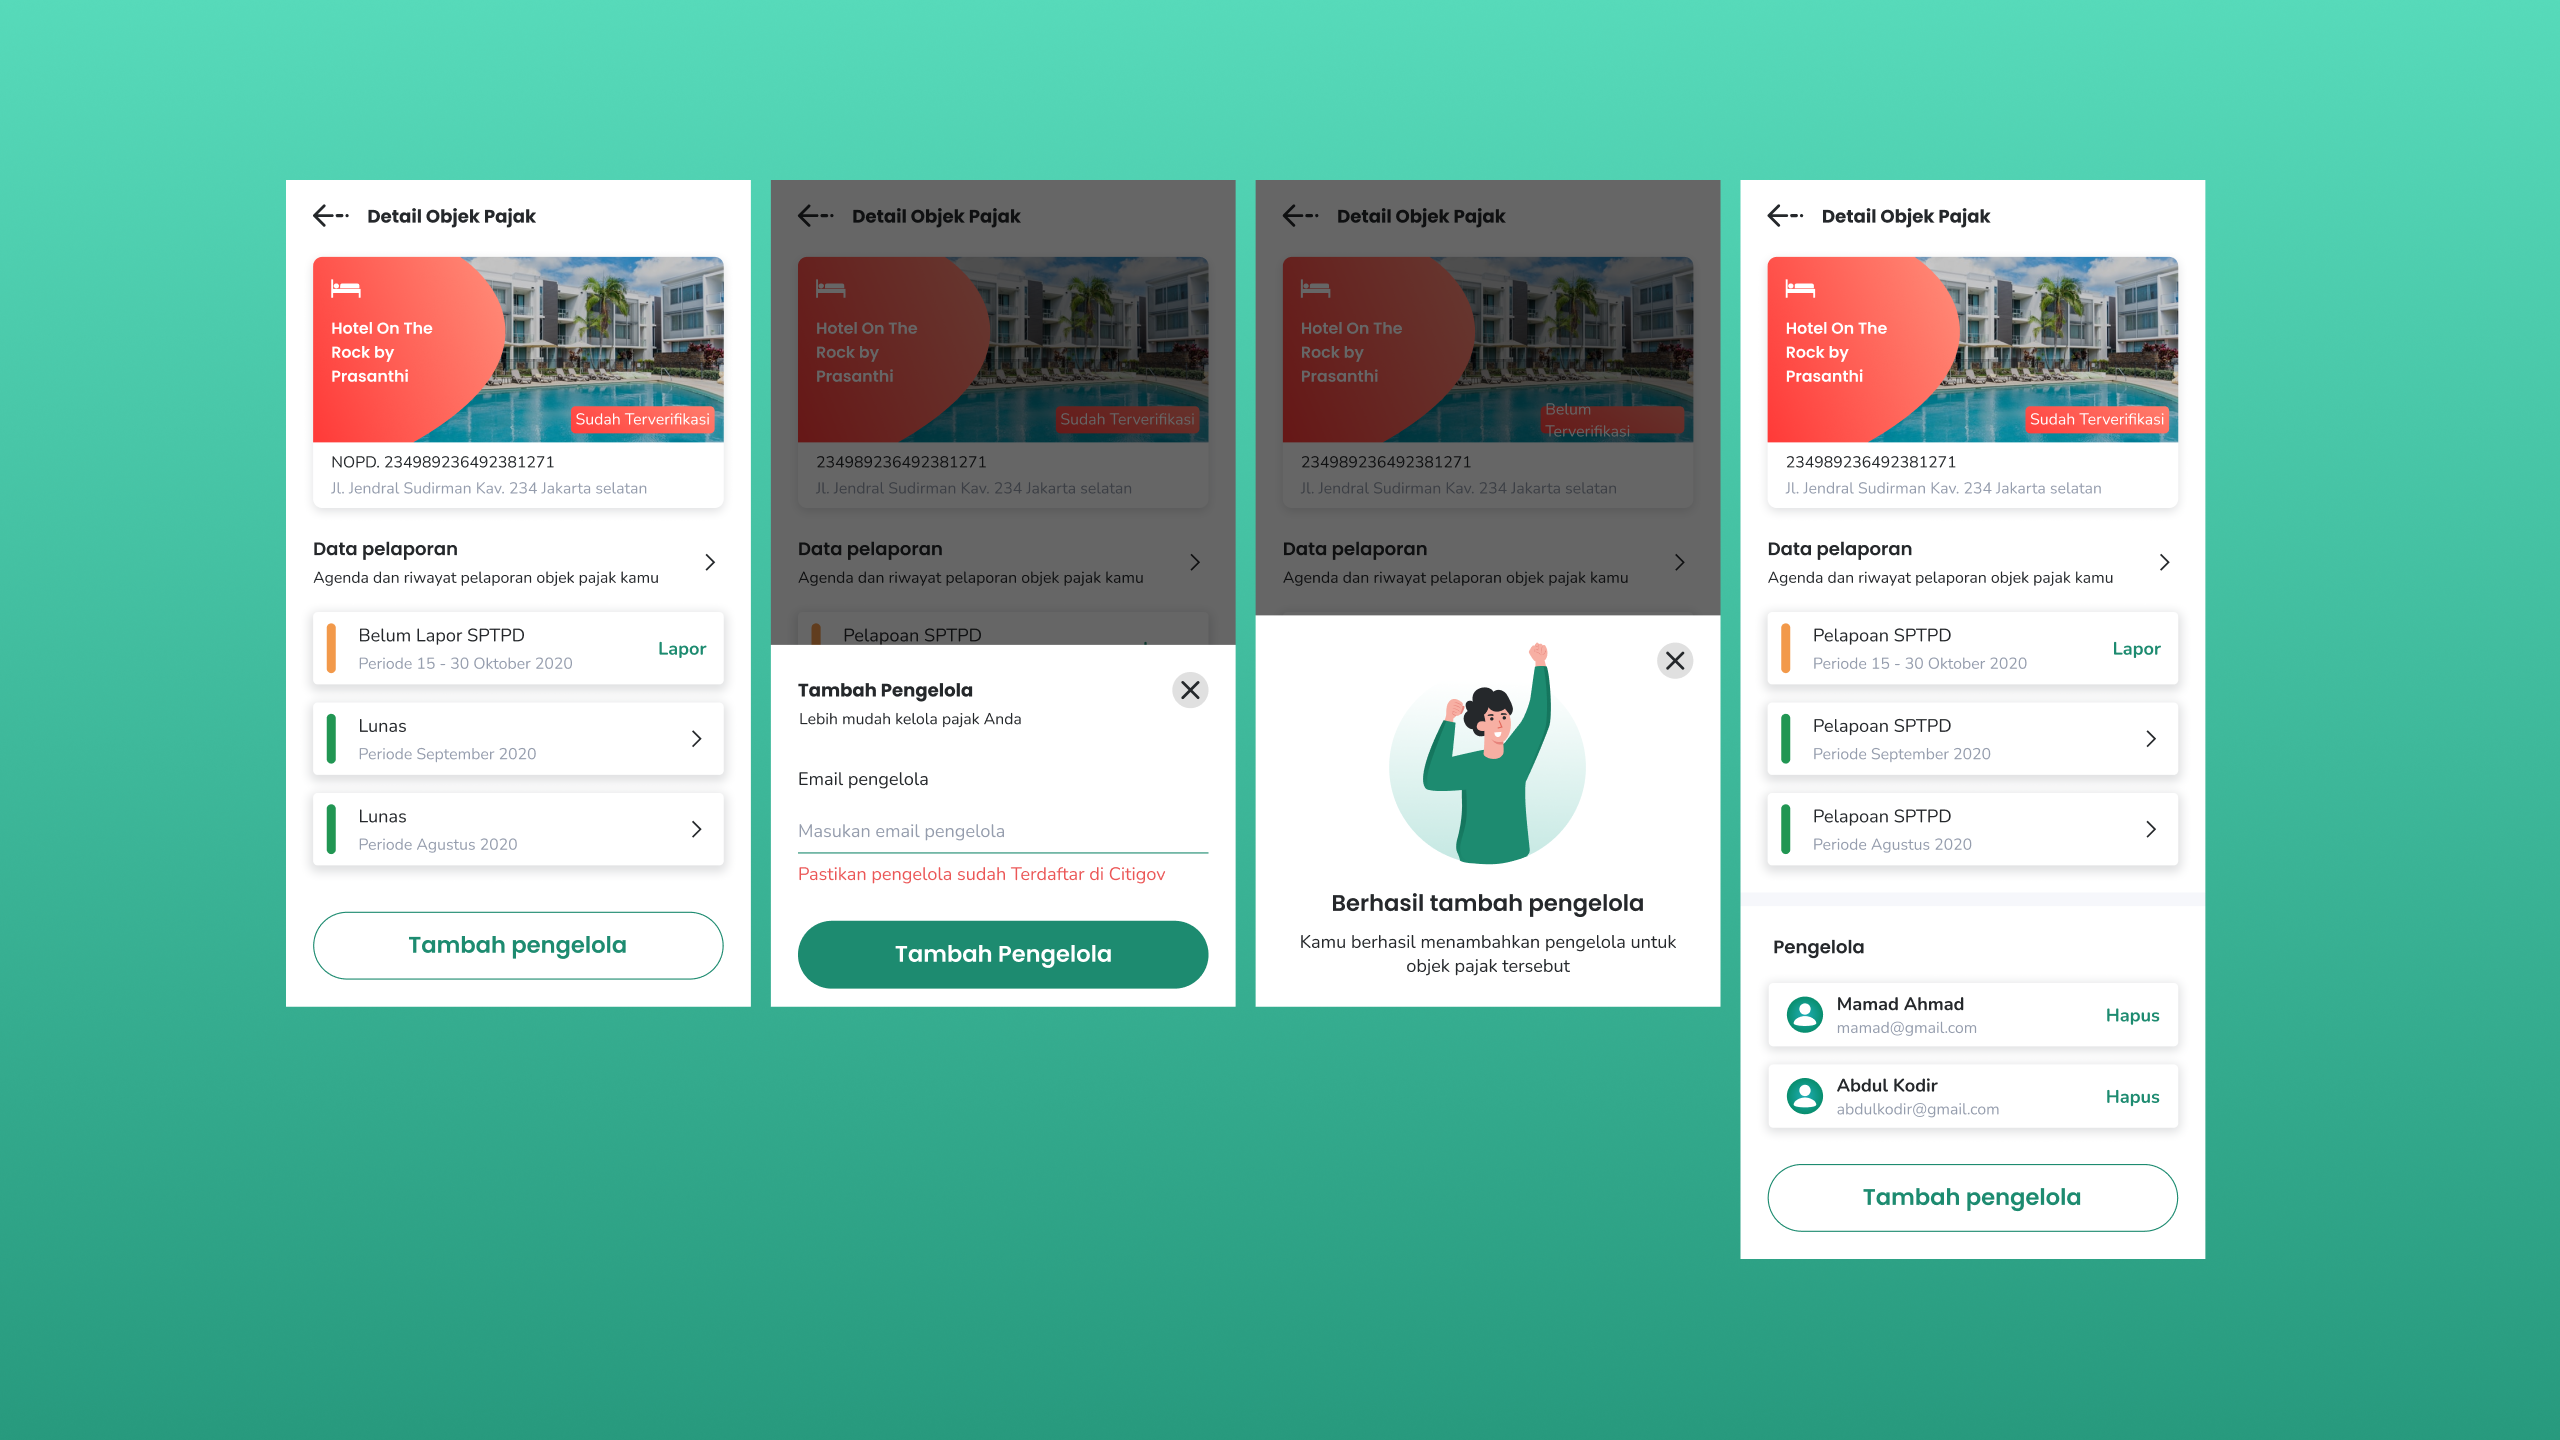 Detail Objek Pajak
Hotel On The
Rock by
Prasanthi
Sudah Terverifikasi
NOPD. 234989236492381271
Jl. Jendral Sudirman Kav. 234 Jakarta selatan
Data pelaporan
Agenda dan riwayat pelaporan objek pajak kamu
Belum Lapor SPTPD
Periode 15 - 30 Oktober 2020
Lapor
Lunas
Periode September 2020
Lunas
Periode Agustus 2020
Tambah pengelola
Detail Objek Pajak
Hotel On The
Rock by
Prasanthi
Sudah Terverifikasi
234989236492381271
Jl. Jendral Sudirman Kav. 234 Jakarta selatan
Data pelaporan
Agenda dan riwayat pelaporan objek pajak kamu
Pelapoan SPTPD
Tambah Pengelola
Lebih mudah kelola pajak Anda
Email pengelola
Masukan email pengelola
Pastikan pengelola sudah Terdaftar di Citigov
Tambah Pengelola
Detail Objek Pajak
Hotel On The
Rock by
Prasanthi
Belum
Terverifikasi
234989236492381271
Jl. Jendral Sudirman Kav. 234 Jakarta selatan
Data pelaporan
Agenda dan riwayat pelaporan objek pajak kamu
Berhasil tambah pengelola
Kamu berhasil menambahkan pengelola untuk
objek pajak tersebut
Detail Objek Pajak
Hotel On The
Rock by
Prasanthi
Sudah Terverifikasi
234989236492381271
Jl. Jendral Sudirman Kav. 234 Jakarta selatan
Data pelaporan
Agenda dan riwayat pelaporan objek pajak kamu
Pelapoan SPTPD
Periode 15 - 30 Oktober 2020
Lapor
Pelapoan SPTPD
Periode September 2020
Pelapoan SPTPD
Periode Agustus 2020
Pengelola
Mamad Ahmad
mamad@gmail.com
Hapus
Abdul Kodir
abdulkodir@gmail.com
Hapus
Tambah pengelola